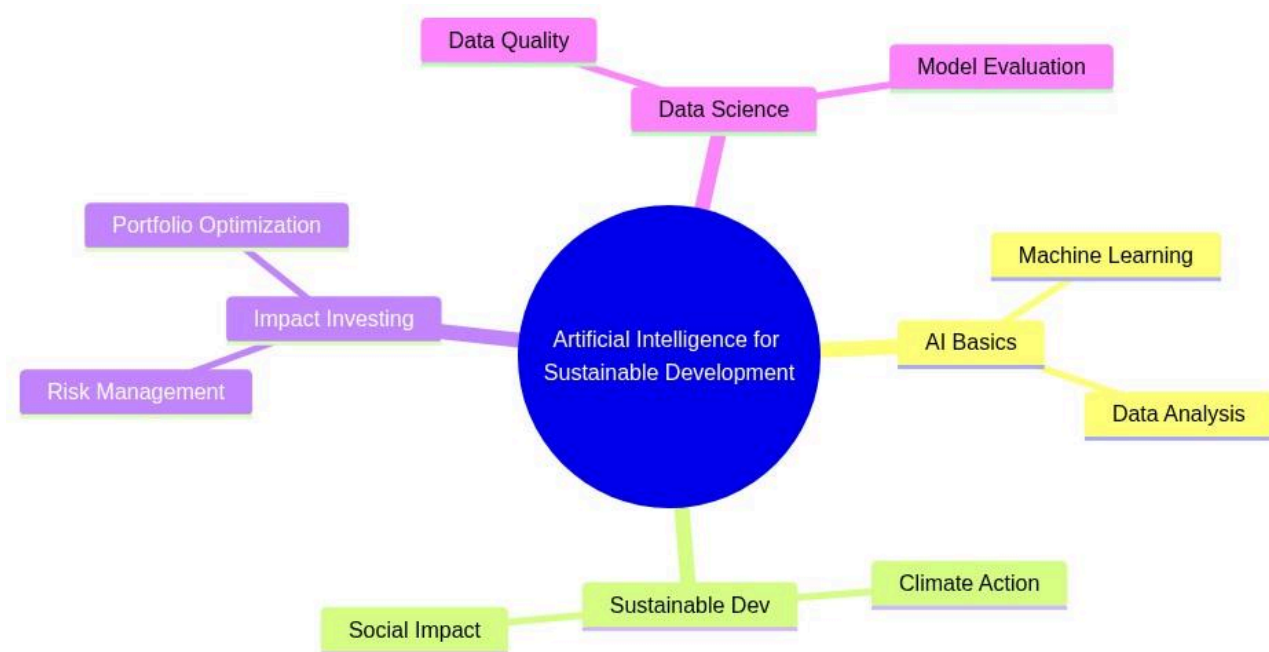 Data Quality
Model Evaluation
Data Science
Portfolio Optimization
Machine Learning
Impact Investing
Artificial Intelligence for
Sustainable Development
AI Basics
Risk Management
Data Analysis
Climate Action
Sustainable Dev
Social Impact